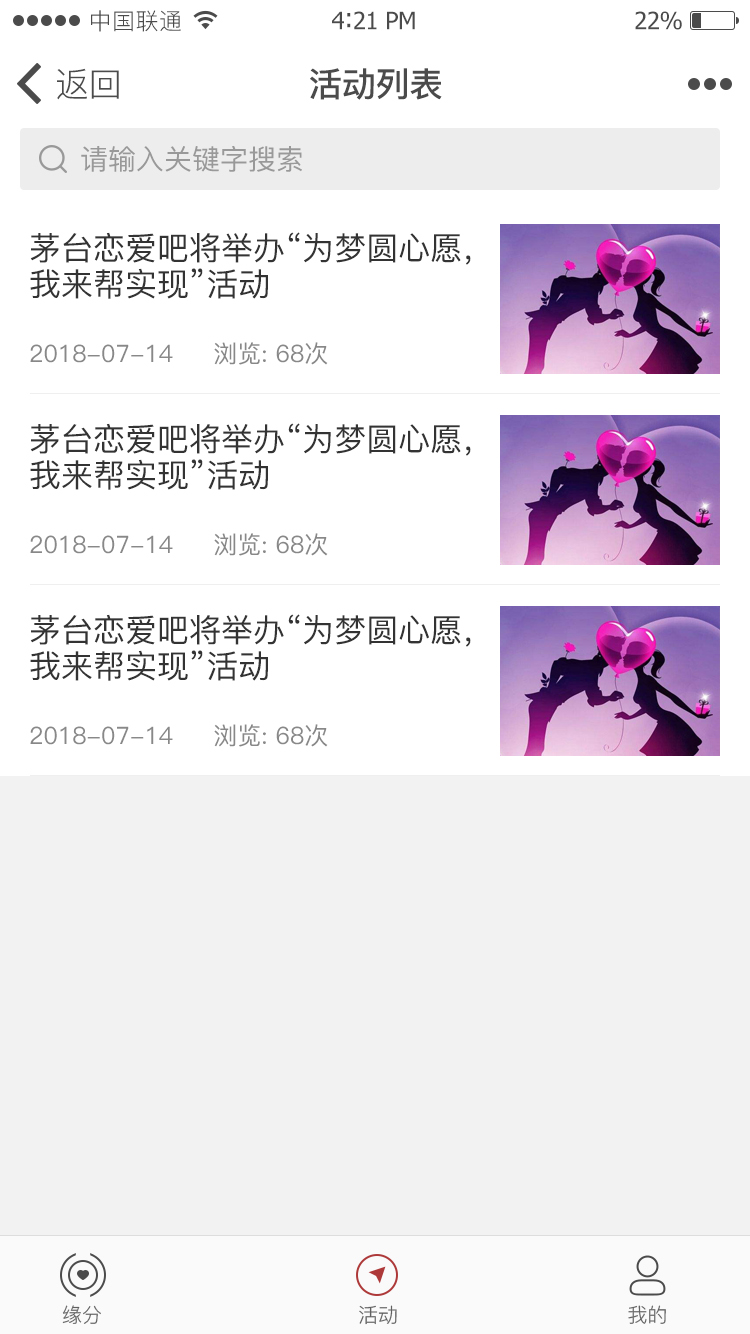 中国联通 4:21 PM 22%
返回 活动列表
请输入关键字搜索
茅台恋爱吧将举办“为梦圆心愿，
我来帮实现”活动
2018-07-14 浏览: 68次
茅台恋爱吧将举办“为梦圆心愿，
我来帮实现”活动
2018-07-14 浏览: 68次
茅台恋爱吧将举办“为梦圆心愿，
我来帮实现”活动
2018-07-14 浏览: 68次
缘分 活动 我的